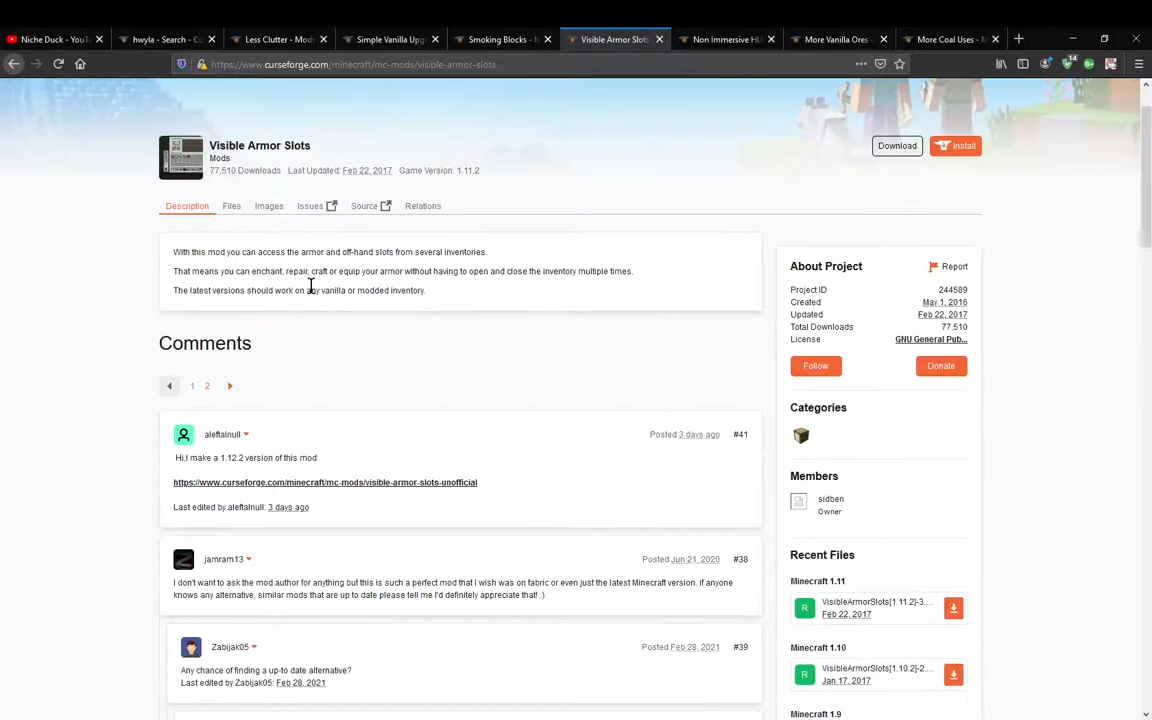 Niche Duck - YouT
hwyla - Search - Cu
Less Clutter - Mods
Simple Vanilla Upg
Smoking Blocks - M
Visible Armor Slots
Non Immersive HU
More Vanilla Ores -
More Coal Uses - M
14
https://www.curseforge.com/minecraft/mc-mods/visible-armor-slots
Visible Armor Slots
Mods
77,510 Downloads Last Updated: Feb 22, 2017 Game Version: 1.11.2
Download
Install
Description Files Images Issues Source Relations
With this mod you can access the armor and off-hand slots from several inventories.
That means you can enchant, repair, craft or equip your armor without having to open and close the inventory multiple times.
The latest versions should work on any vanilla or modded inventory.
Comments
1 2
aleftalnull
Posted 3 days ago #41
Hi,I make a 1.12.2 version of this mod
https://www.curseforge.com/minecraft/mc-mods/visible-armor-slots-unofficial
Last edited by aleftalnull: 3 days ago
jamram13
Posted Jun 21, 2020 #38
I don't want to ask the mod author for anything but this is such a perfect mod that I wish was on fabric or even just the latest Minecraft version. if anyone
knows any alternative, similar mods that are up to date please tell me I'd definitely appreciate that! :)
Zabijak05
Posted Feb 28, 2021 #39
Any chance of finding a up-to date alternative?
Last edited by Zabijak05: Feb 28, 2021
About Project
Report
Project ID 244589
Created May 1, 2016
Updated Feb 22, 2017
Total Downloads 77,510
License GNU General Pub...
Follow
Donate
Categories
Members
sidben
Owner
Recent Files
Minecraft 1.11
R
VisibleArmorSlots[1.11.2]-3....
Feb 22, 2017
Minecraft 1.10
R
VisibleArmorSlots[1.10.2]-2....
Jan 17, 2017
Minecraft 1.9